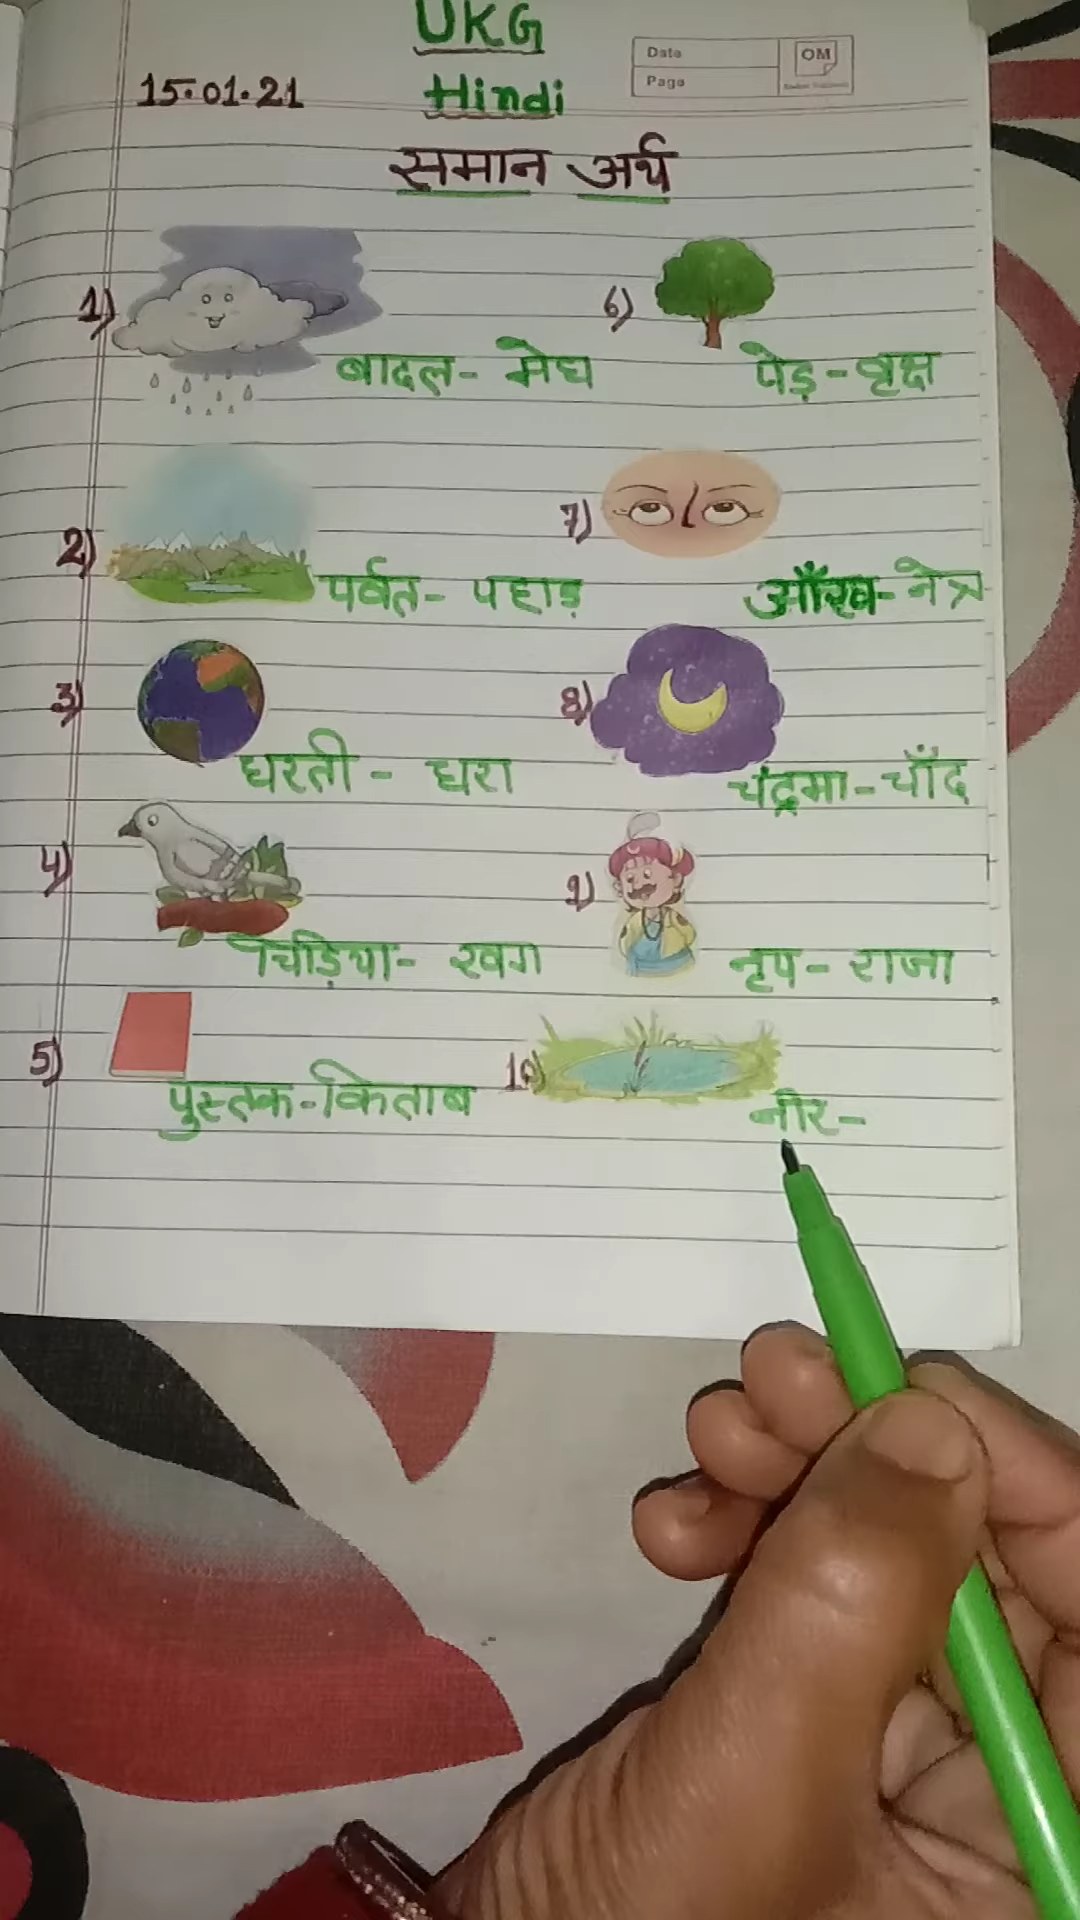 UKG
15.01.21
Hindi
Date
Page
OM
समान अर्थ
1) बादल- मेघ
2) पर्वत- पहाड़
3) धरती - धरा
4) चिड़िया- खग
5) पुस्तक-किताब
6) पेड़-वृक्ष
7) आँख-नेत्र
8) चंद्रमा-चाँद
9) नृप- राजा
10) नीर-